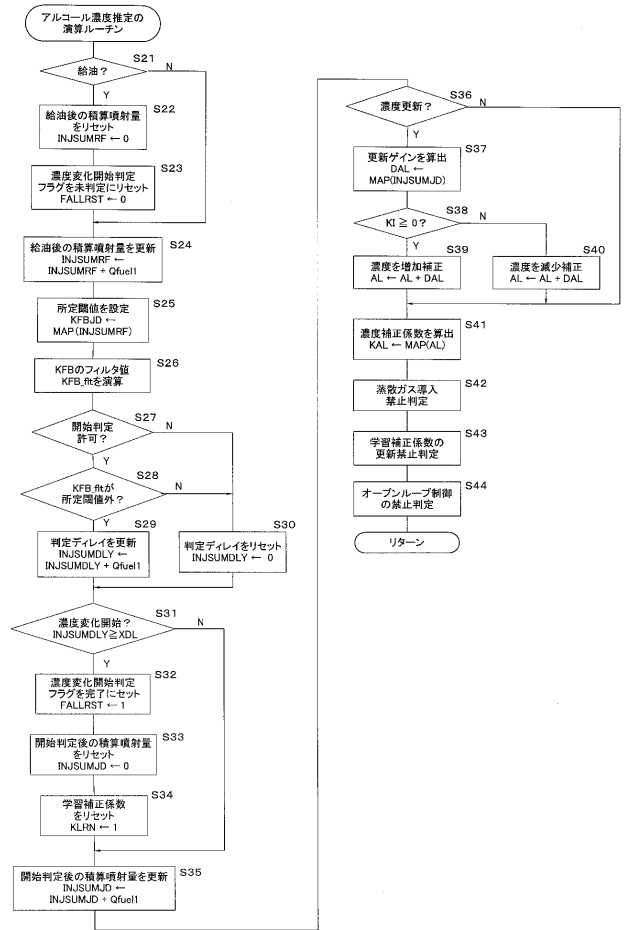 アルコール濃度推定の
演算ルーチン
S21
給油？
N
Y
S22
給油後の積算噴射量
をリセット
INJSUMRF ← 0
S23
濃度変化開始判定
フラグを未判定にリセット
FALLRST ← 0
S24
給油後の積算噴射量を更新
INJSUMRF ←
INJSUMRF + Qfuel1
S25
所定閾値を設定
KFBJD ←
MAP(INJSUMRF)
S26
KFBのフィルタ値
KFB_fltを演算
S27
開始判定
許可？
N
Y
S28
KFB_fltが
所定閾値外？
N
Y
S29
判定ディレイを更新
INJSUMDLY ←
INJSUMDLY + Qfuel1
S30
判定ディレイをリセット
INJSUMDLY ← 0
S31
濃度変化開始？
INJSUMDLY≧XDL
N
Y
S32
濃度変化開始判定
フラグを完了にセット
FALLRST ← 1
S33
開始判定後の積算噴射量
をリセット
INJSUMJD ← 0
S34
学習補正係数
をリセット
KLRN ← 1
S35
開始判定後の積算噴射量を更新
INJSUMJD ←
INJSUMJD + Qfuel1
S36
濃度更新？
N
Y
S37
更新ゲインを算出
DAL ←
MAP(INJSUMJD)
S38
KI ≧ 0？
N
Y
S39
濃度を増加補正
AL ← AL + DAL
S40
濃度を減少補正
AL ← AL + DAL
S41
濃度補正係数を算出
KAL ← MAP(AL)
S42
蒸散ガス導入
禁止判定
S43
学習補正係数の
更新禁止判定
S44
オープンループ制御
の禁止判定
リターン